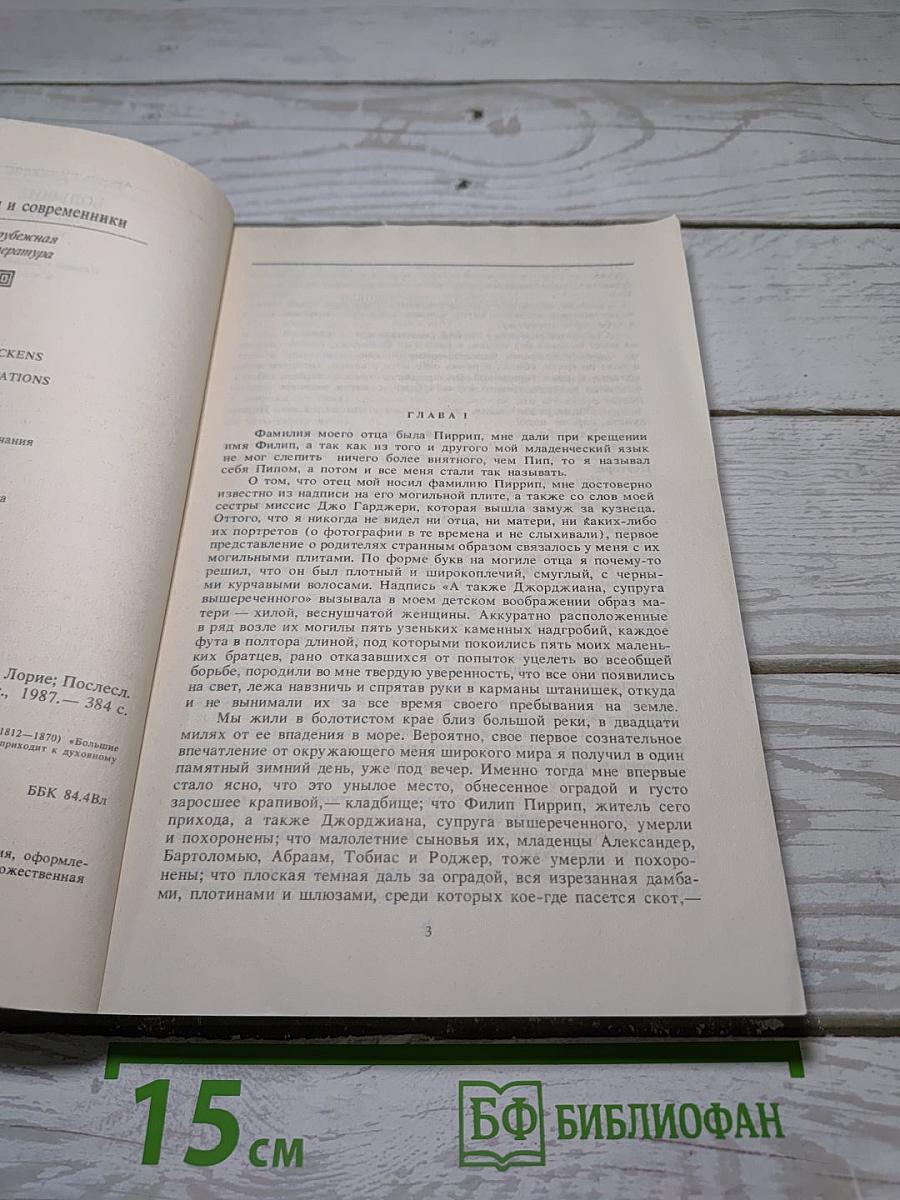 и современники
рубежная
ература
CKENS
ATIONS
чания
Лорие; Послесл.
1987.— 384 с.
1812—1870) «Большие
приходит к духовному
ББК 84.4Вл
ия, оформле-
ожественная
ГЛАВА I
Фамилия моего отца была Пиррип, мне дали при крещении
имя Филип, а так как из того и другого мой младенческий язык
не мог слепить ничего более внятного, чем Пип, то я называл
себя Пипом, а потом и все меня стали так называть.
О том, что отец мой носил фамилию Пиррип, мне достоверно
известно из надписи на его могильной плите, а также со слов моей
сестры миссис Джо Гарджери, которая вышла замуж за кузнеца.
Оттого, что я никогда не видел ни отца, ни матери, ни каких-либо
их портретов (о фотографии в те времена и не слыхивали), первое
представление о родителях странным образом связалось у меня с их
могильными плитами. По форме букв на могиле отца я почему-то
решил, что он был плотный и широкоплечий, смуглый, с черны-
ми курчавыми волосами. Надпись «А также Джорджиана, супруга
вышереченного» вызывала в моем детском воображении образ ма-
тери — хилой, веснушчатой женщины. Аккуратно расположенные
в ряд возле их могилы пять узеньких каменных надгробий, каждое
фута в полтора длиной, под которыми покоились пять моих малень-
ких братцев, рано отказавшихся от попыток уцелеть во всеобщей
борьбе, породили во мне твердую уверенность, что все они появились
на свет, лежа навзничь и спрятав руки в карманы штанишек, откуда
и не вынимали их за все время своего пребывания на земле.
Мы жили в болотистом крае близ большой реки, в двадцати
милях от ее впадения в море. Вероятно, свое первое сознательное
впечатление от окружающего меня широкого мира я получил в один
памятный зимний день, уже под вечер. Именно тогда мне впервые
стало ясно, что это унылое место, обнесенное оградой и густо
заросшее крапивой,— кладбище; что Филип Пиррип, житель сего
прихода, а также Джорджиана, супруга вышереченного, умерли
и похоронены; что малолетние сыновья их, младенцы Александер,
Бартоломью, Абраам, Тобиас и Роджер, тоже умерли и похоро-
нены; что плоская темная даль за оградой, вся изрезанная дамба-
ми, плотинами и шлюзами, среди которых кое-где пасется скот,—
3
15 см
БФ БИБЛИОФАН